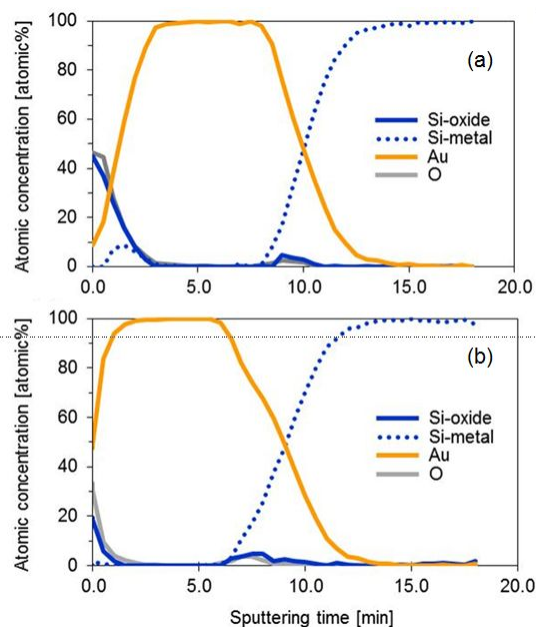 Atomic concentration [atomic%]
100
80
60
40
20
0
(a)
Si-oxide
Si-metal
Au
O
0.0 5.0 10.0 15.0 20.0
Atomic concentration [atomic%]
100
80
60
40
20
0
(b)
Si-oxide
Si-metal
Au
O
0.0 5.0 10.0 15.0 20.0
Sputtering time [min]